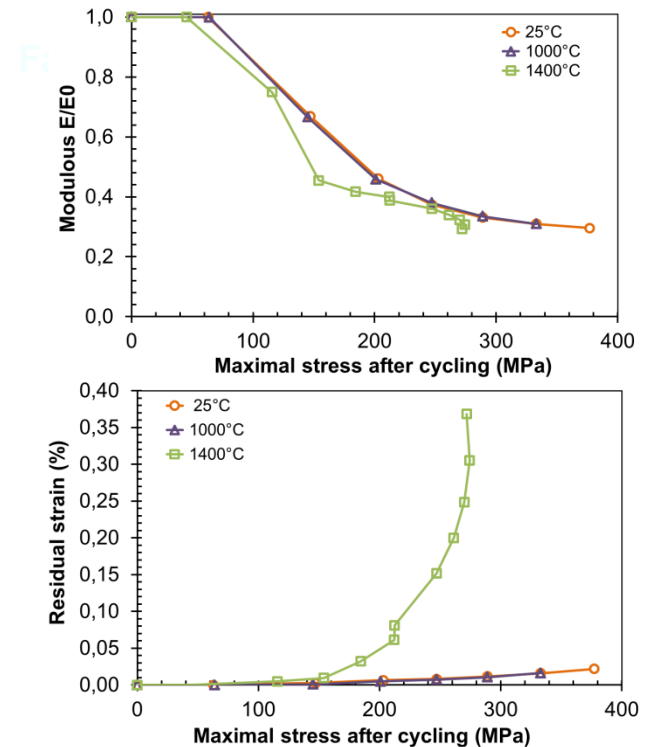 1,0
0,8
0,6
0,4
0,2
0,0
Modulous E/E0
25°C
1000°C
1400°C
0
100
200
300
400
Maximal stress after cycling (MPa)
0,40
0,35
0,30
0,25
0,20
0,15
0,10
0,05
0,00
Residual strain (%)
25°C
1000°C
1400°C
0
100
200
300
400
Maximal stress after cycling (MPa)